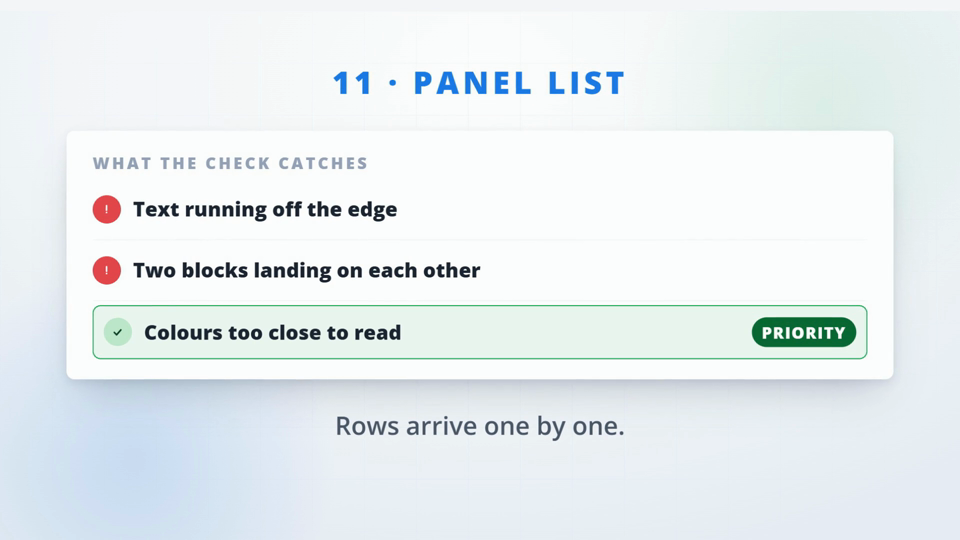 11 · PANEL LIST
WHAT THE CHECK CATCHES
! Text running off the edge
! Two blocks landing on each other
✓ Colours too close to read PRIORITY
Rows arrive one by one.